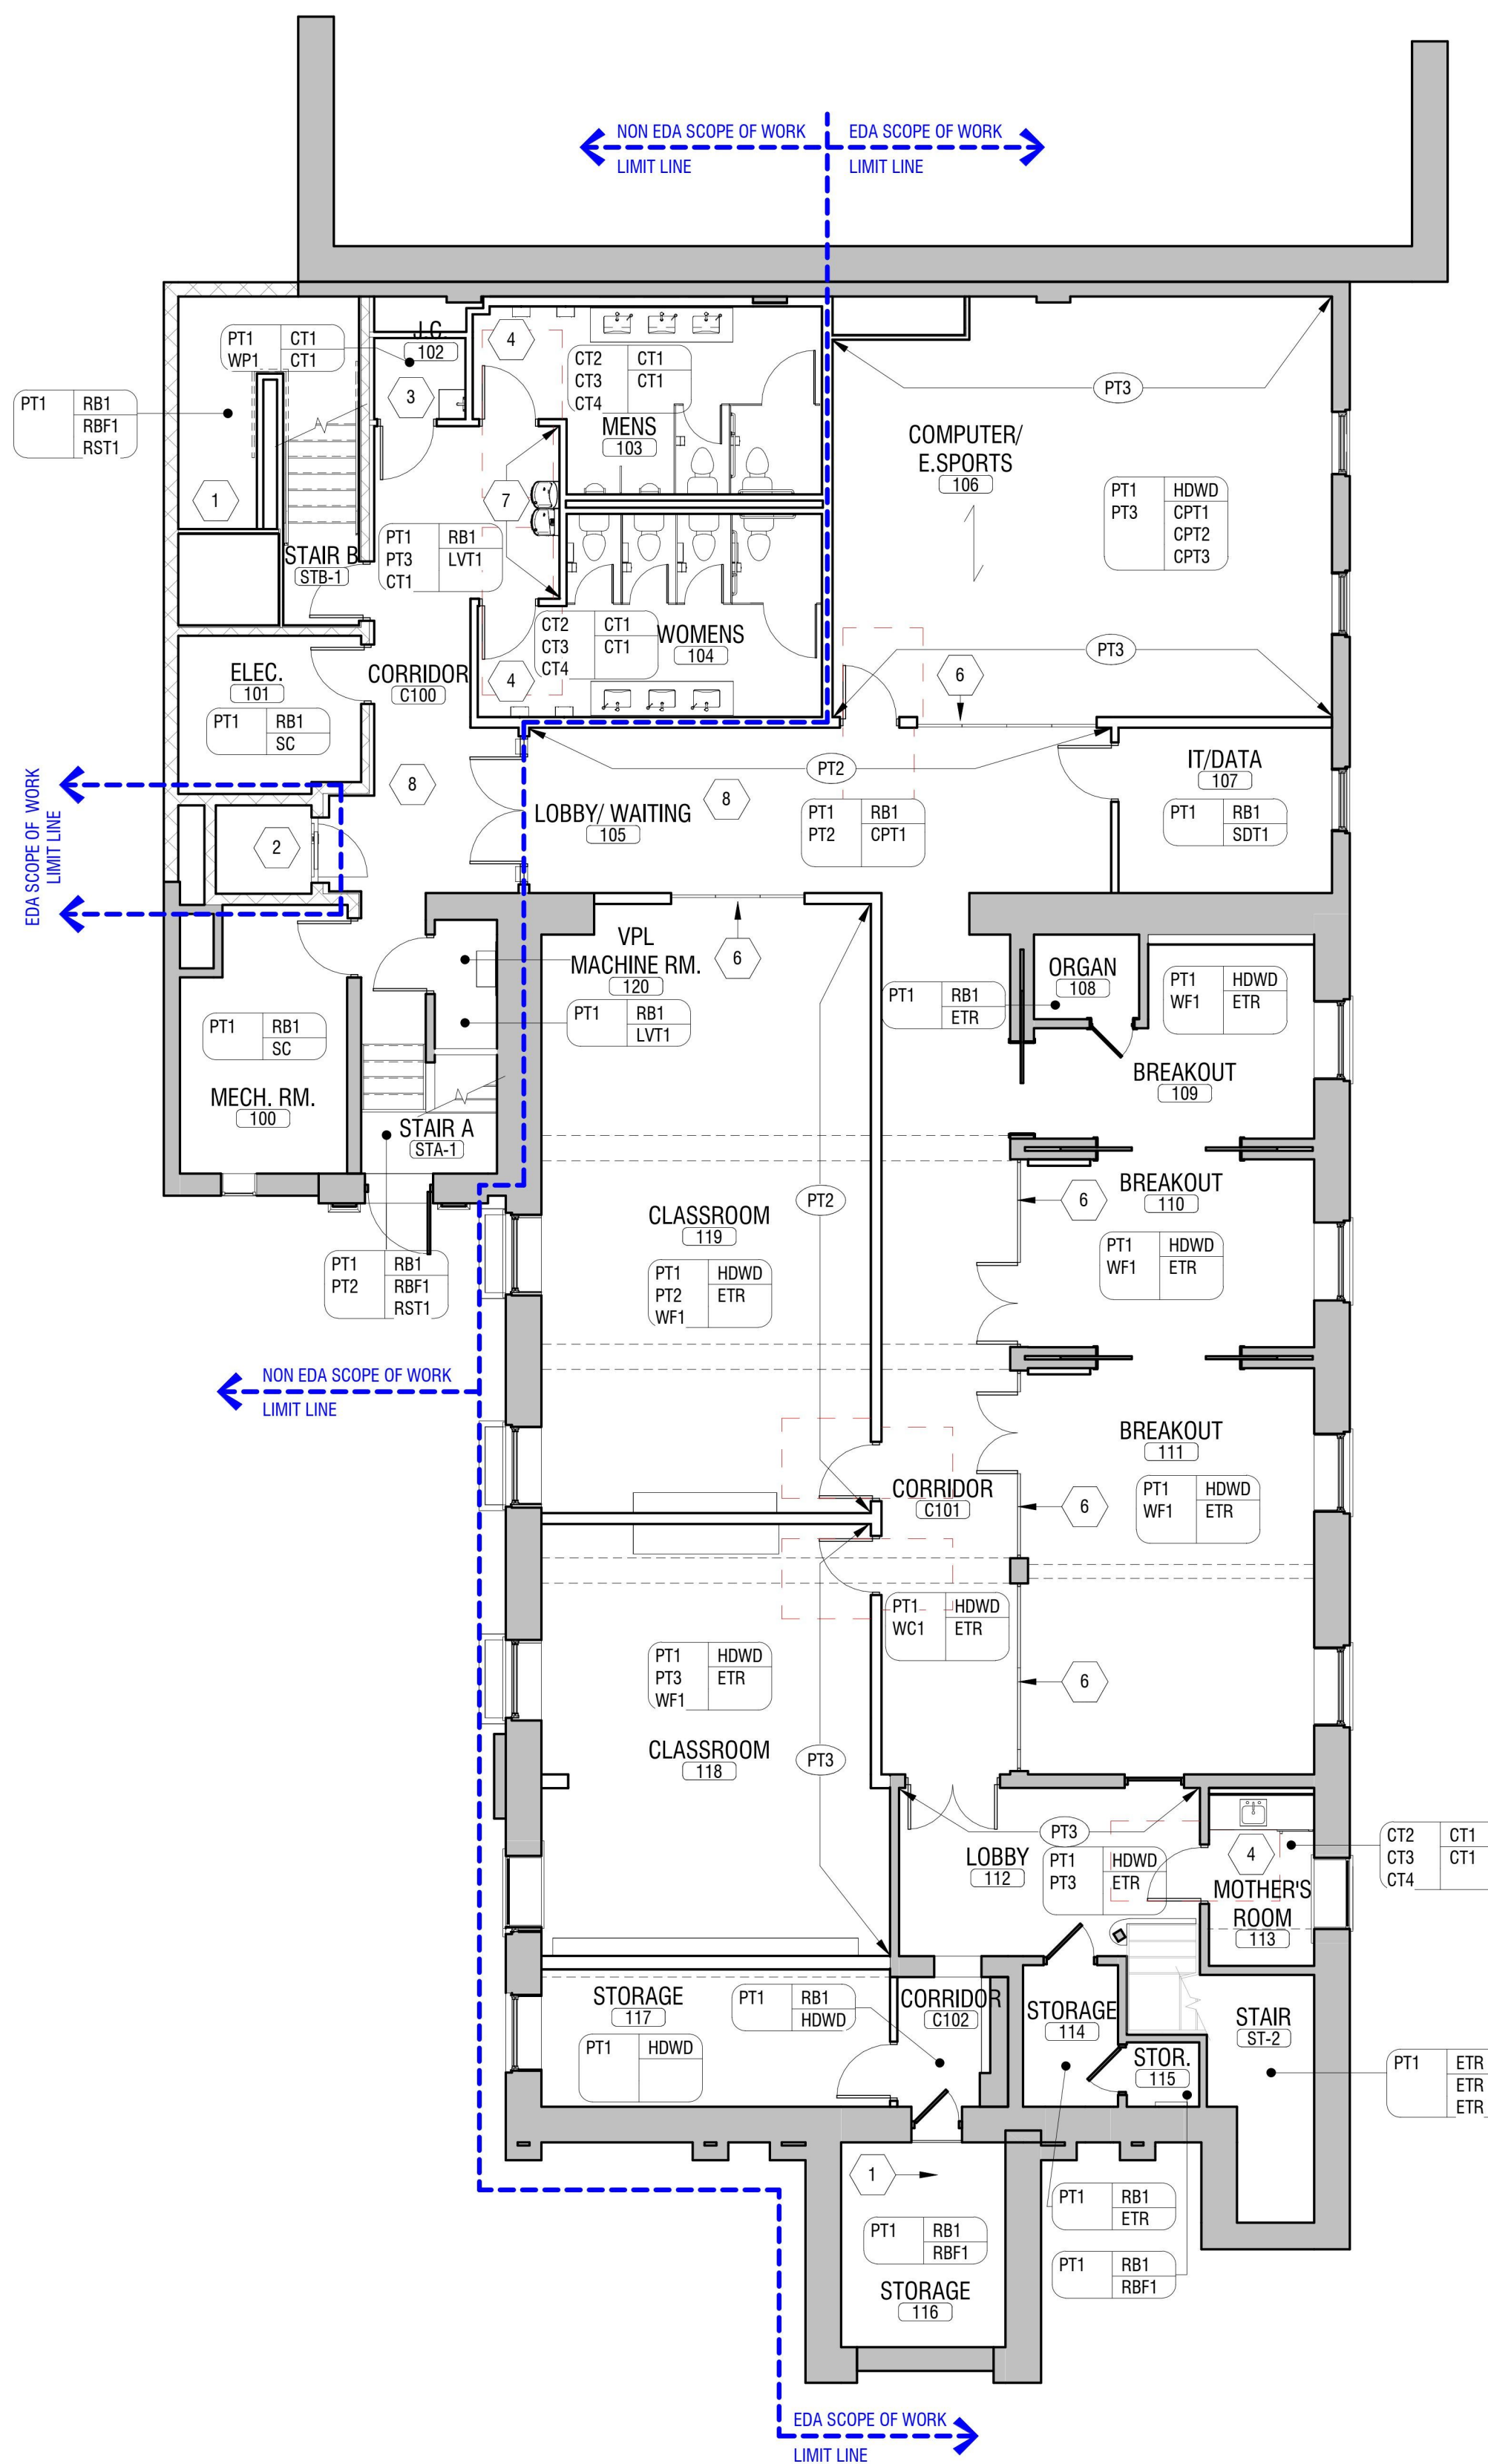 NON EDA SCOPE OF WORK
LIMIT LINE
EDA SCOPE OF WORK
LIMIT LINE
PT1 CT1
WP1 CT1
J.C.
102
3
4
CT2 CT1
CT3 CT1
CT4
MENS
103
PT3
PT1 RB1
RBF1
RST1
1
COMPUTER/
E.SPORTS
106
PT1 HDWD
PT3 CPT1
CPT2
CPT3
7
STAIR B
STB-1
PT1 RB1
PT3 LVT1
CT1
CT2 CT1
CT3 CT1
CT4
WOMENS
104
4
PT3
6
ELEC.
101
PT1 RB1
SC
CORRIDOR
C100
EDA SCOPE OF WORK
LIMIT LINE
8
2
PT2
LOBBY/ WAITING
105
8
PT1 RB1
PT2 CPT1
IT/DATA
107
PT1 RB1
SDT1
VPL
MACHINE RM.
120
6
PT1 RB1
LVT1
PT1 RB1
ETR
ORGAN
108
PT1 HDWD
WF1 ETR
BREAKOUT
109
PT1 RB1
SC
MECH. RM.
100
STAIR A
STA-1
PT1 RB1
PT2 RBF1
RST1
CLASSROOM
119
PT1 HDWD
PT2 ETR
WF1
PT2
6
BREAKOUT
110
PT1 HDWD
WF1 ETR
NON EDA SCOPE OF WORK
LIMIT LINE
BREAKOUT
111
PT1 HDWD
WF1 ETR
6
CORRIDOR
C101
PT1 HDWD
WC1 ETR
6
PT1 HDWD
PT3 ETR
WF1
CLASSROOM
118
PT3
PT3
LOBBY
112
PT1 HDWD
PT3 ETR
4
MOTHER'S
ROOM
113
CT2 CT1
CT3 CT1
CT4
STORAGE
117
PT1 HDWD
PT1 RB1
HDWD
CORRIDOR
C102
STORAGE
114
STOR.
115
STAIR
ST-2
PT1 ETR
ETR
ETR
1
PT1 RB1
RBF1
STORAGE
116
PT1 RB1
ETR
PT1 RB1
RBF1
EDA SCOPE OF WORK
LIMIT LINE